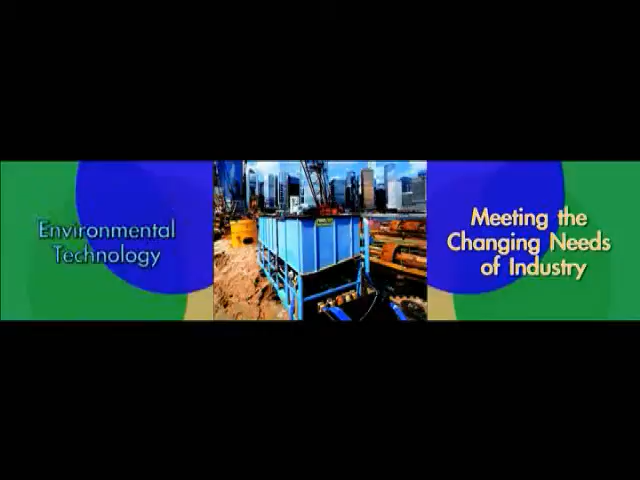 Environmental
Technology
Meeting the
Changing Needs
of Industry